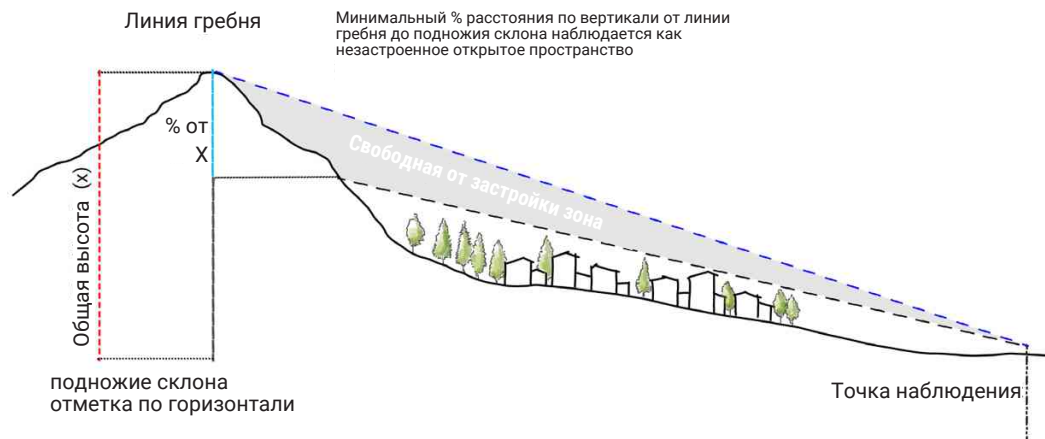 Линия гребня
Минимальный % расстояния по вертикали от линии
гребня до подножия склона наблюдается как
незастроенное открытое пространство
% от
X
Свободная от застройки зона
Общая высота (x)
подножие склона
отметка по горизонтали
Точка наблюдения